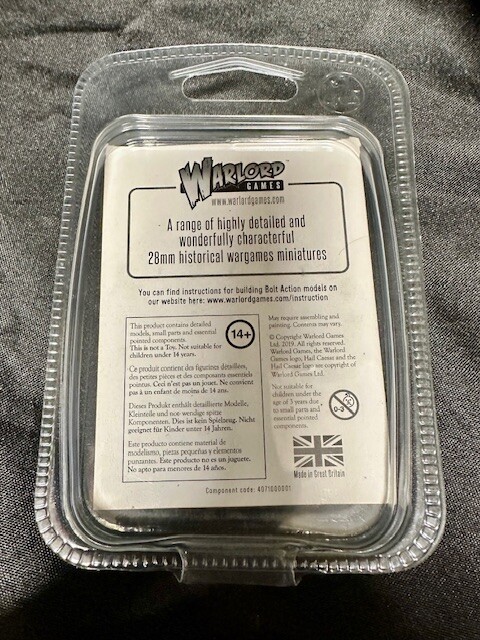 WARLORD
GAMES
www.warlordgames.com
A range of highly detailed and
wonderfully characterful
28mm historical wargames miniatures
You can find instructions for building Bolt Action models on
our website here: www.warlordgames.com/instruction
This product contains detailed
models, small parts and essential
pointed components.
This is not a Toy. Not suitable for
children under 14 years.
14+
Ce produit contient des figurines détaillées,
des petites pièces et des composants essentiels
pointus. Ceci n'est pas un jouet. Ne convient
pas à un enfant de moins de 14 ans.
Dieses Produkt enthält detaillierte Modelle,
Kleinteile und not- wendige spitze
Komponenten. Dies ist kein Spielzeug. Nicht
geeignet für Kinder unter 14 Jahren.
Este producto contiene material de
modelismo, piezas pequeñas y elementos
punzantes. Este producto no es un juguete.
No apto para menores de 14 años.
May require assembling and
painting. Contents may vary.
© Copyright Warlord Games
Ltd. 2019. All rights reserved.
Warlord Games, the Warlord
Games logo, Hail Caesar and the
Hail Caesar logo are copyright of
Warlord Games Ltd.
Not suitable for
children under the
age of 3 years due
to small parts and
essential pointed
components.
0-3
Made in Great Britain
Component code: 4071000001